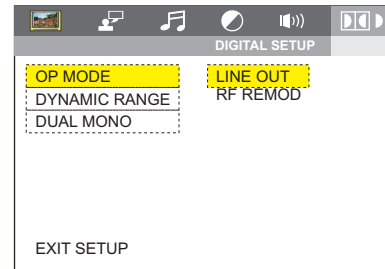 DIGITAL SETUP
OP MODE
LINE OUT
DYNAMIC RANGE
RF REMOD
DUAL MONO
EXIT SETUP